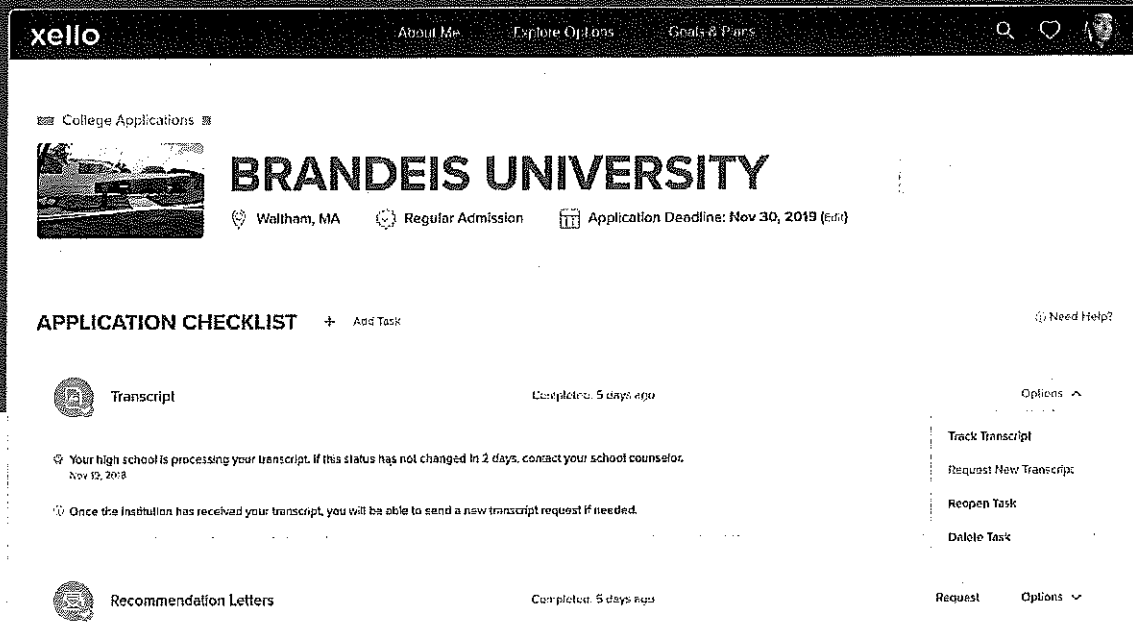 xello
About Me Explore Options Goals & Plans
College Applications
BRANDEIS UNIVERSITY
Waltham, MA Regular Admission Application Deadline: Nov 30, 2019 (Edit)
APPLICATION CHECKLIST + Add Task Need Help?
Transcript Completed, 5 days ago Options
Track Transcript
Your high school is processing your transcript. If this status has not changed in 2 days, contact your school counselor.
Request New Transcript
Nov 12, 2018
Reopen Task
Once the institution has received your transcript, you will be able to send a new transcript request if needed.
Delete Task
Recommendation Letters Completed, 5 days ago Request Options